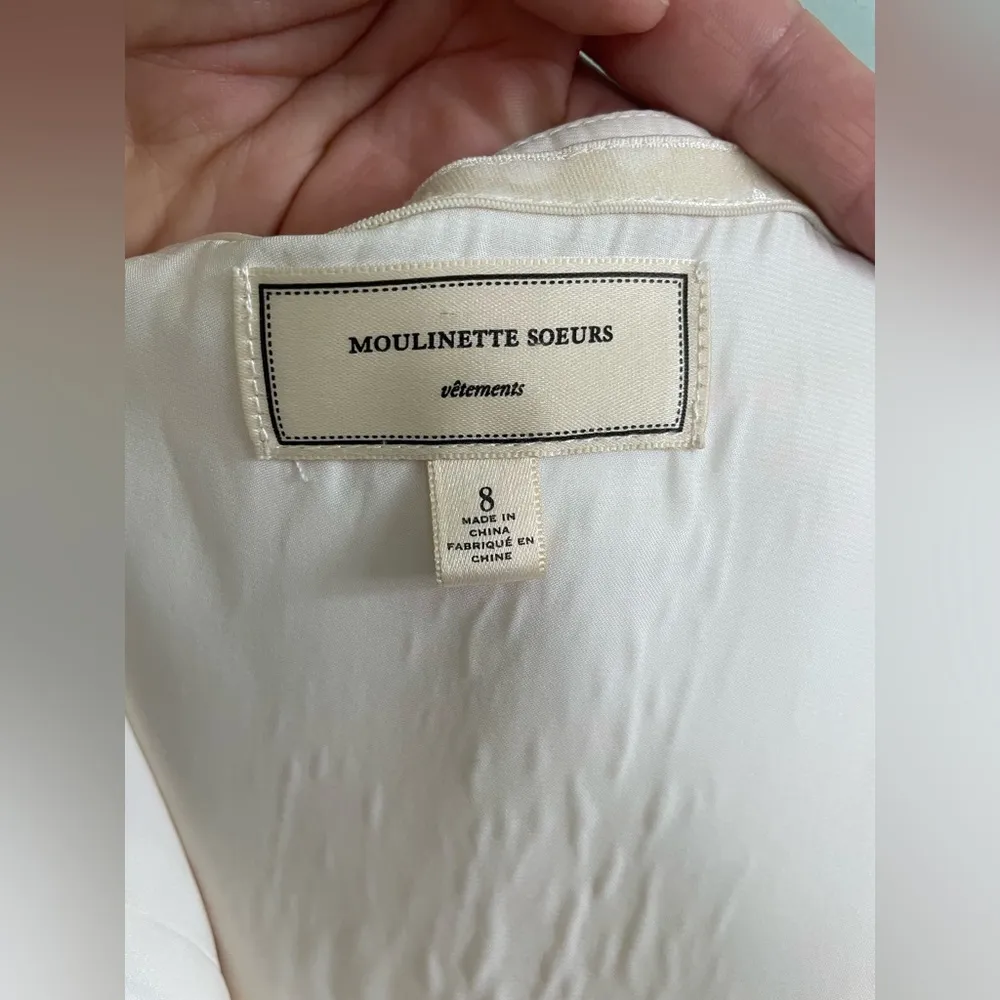 MOULINETTE SOEURS
vêtements
8
MADE IN
CHINA
FABRIQUÉ EN
CHINE